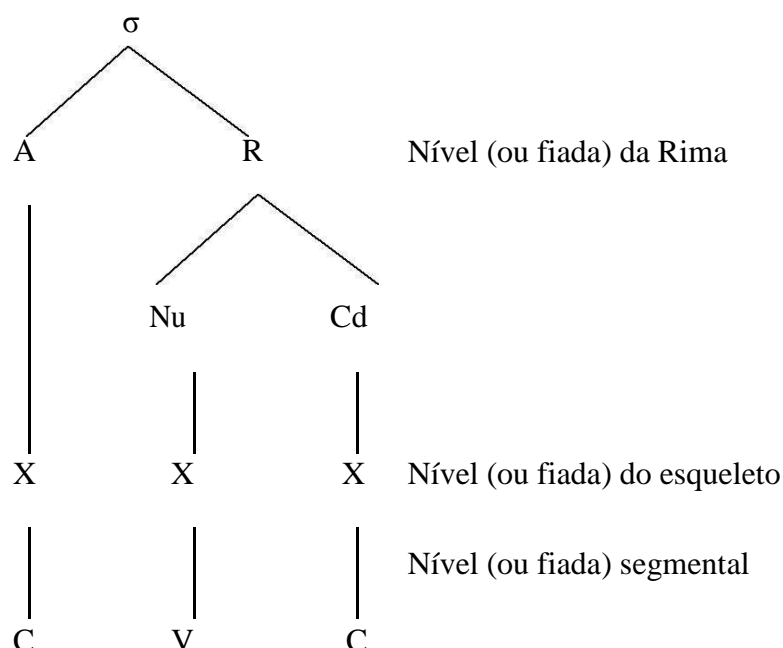 σ
A R Nível (ou fiada) da Rima
Nu Cd
X X X Nível (ou fiada) do esqueleto
Nível (ou fiada) segmental
C V C